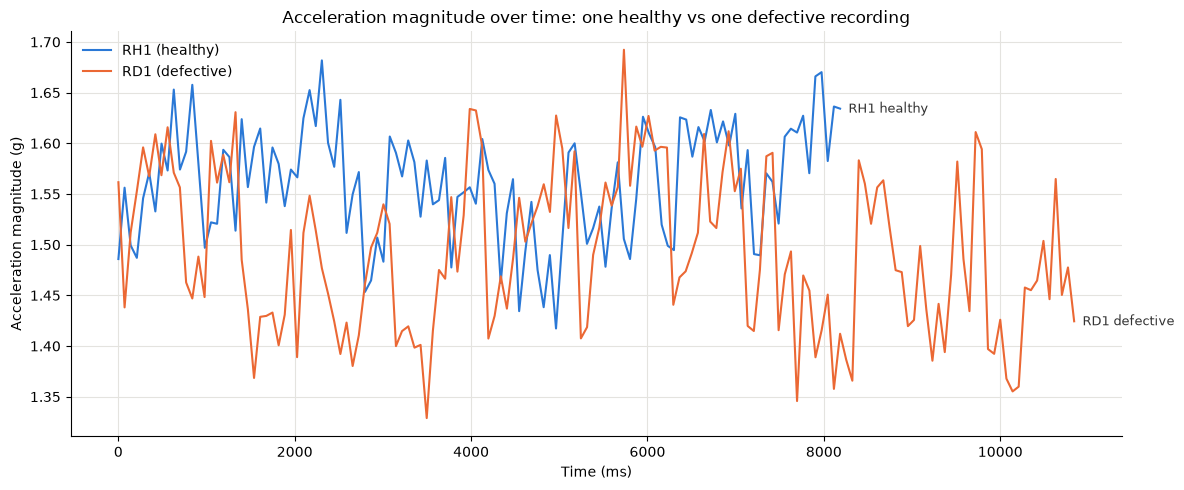 Acceleration magnitude over time: one healthy vs one defective recording
RH1 (healthy)
RD1 (defective)
RH1 healthy
RD1 defective
Acceleration magnitude (g)
1.70
1.65
1.60
1.55
1.50
1.45
1.40
1.35
0
2000
4000
6000
8000
10000
Time (ms)